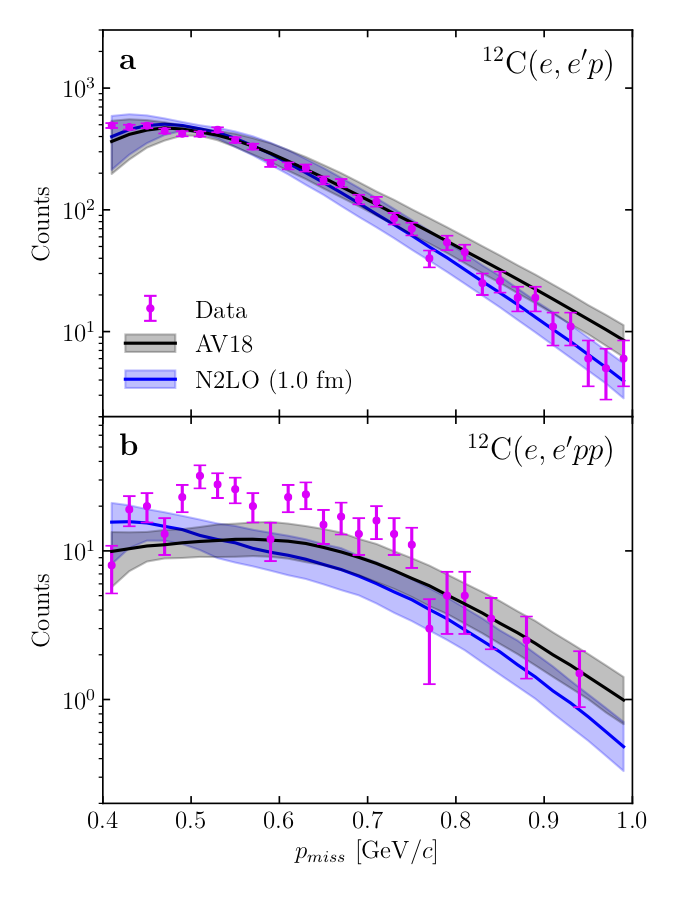 a
¹²C(e, e′p)
10³
10²
10¹
Counts
Data
AV18
N2LO (1.0 fm)
b
¹²C(e, e′pp)
10¹
10⁰
Counts
0.4 0.5 0.6 0.7 0.8 0.9 1.0
p_miss [GeV/c]